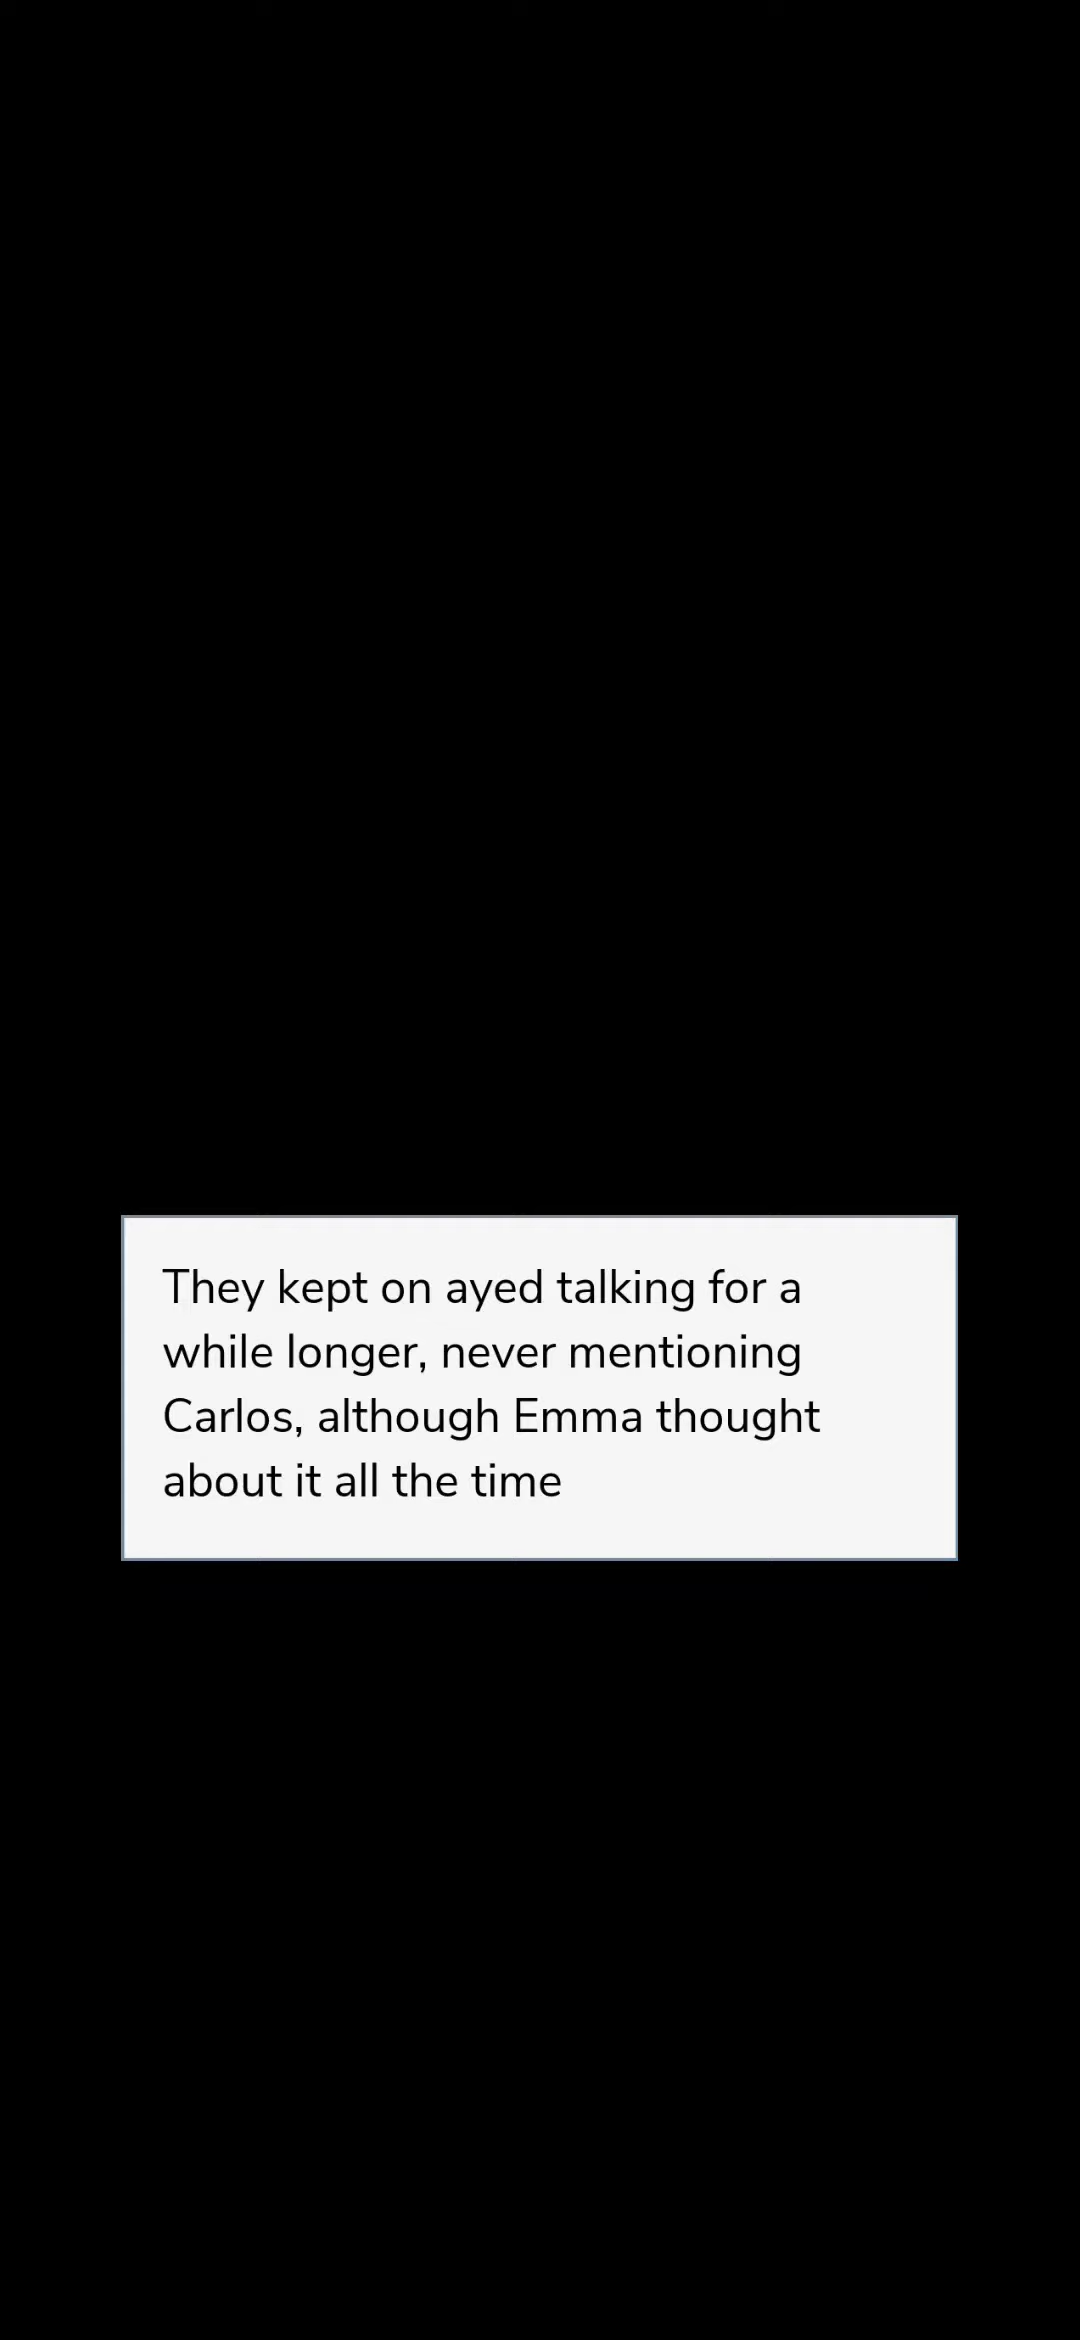 They kept on ayed talking for a
while longer, never mentioning
Carlos, although Emma thought
about it all the time